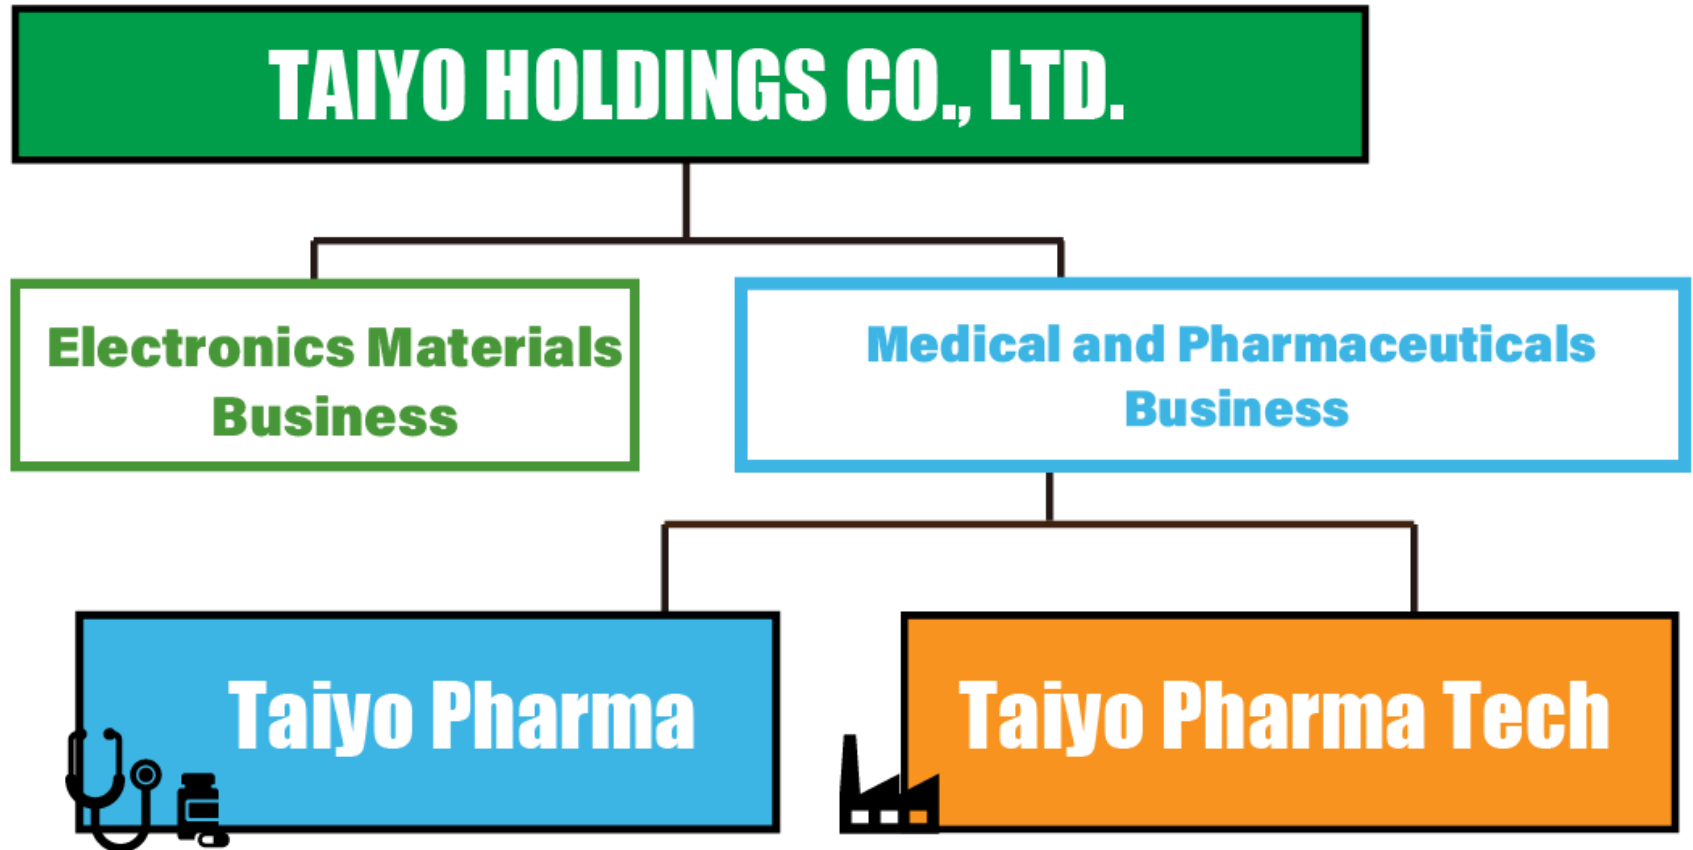 TAIYO HOLDINGS CO., LTD.
Electronics Materials
Business
Medical and Pharmaceuticals
Business
Taiyo Pharma
Taiyo Pharma Tech